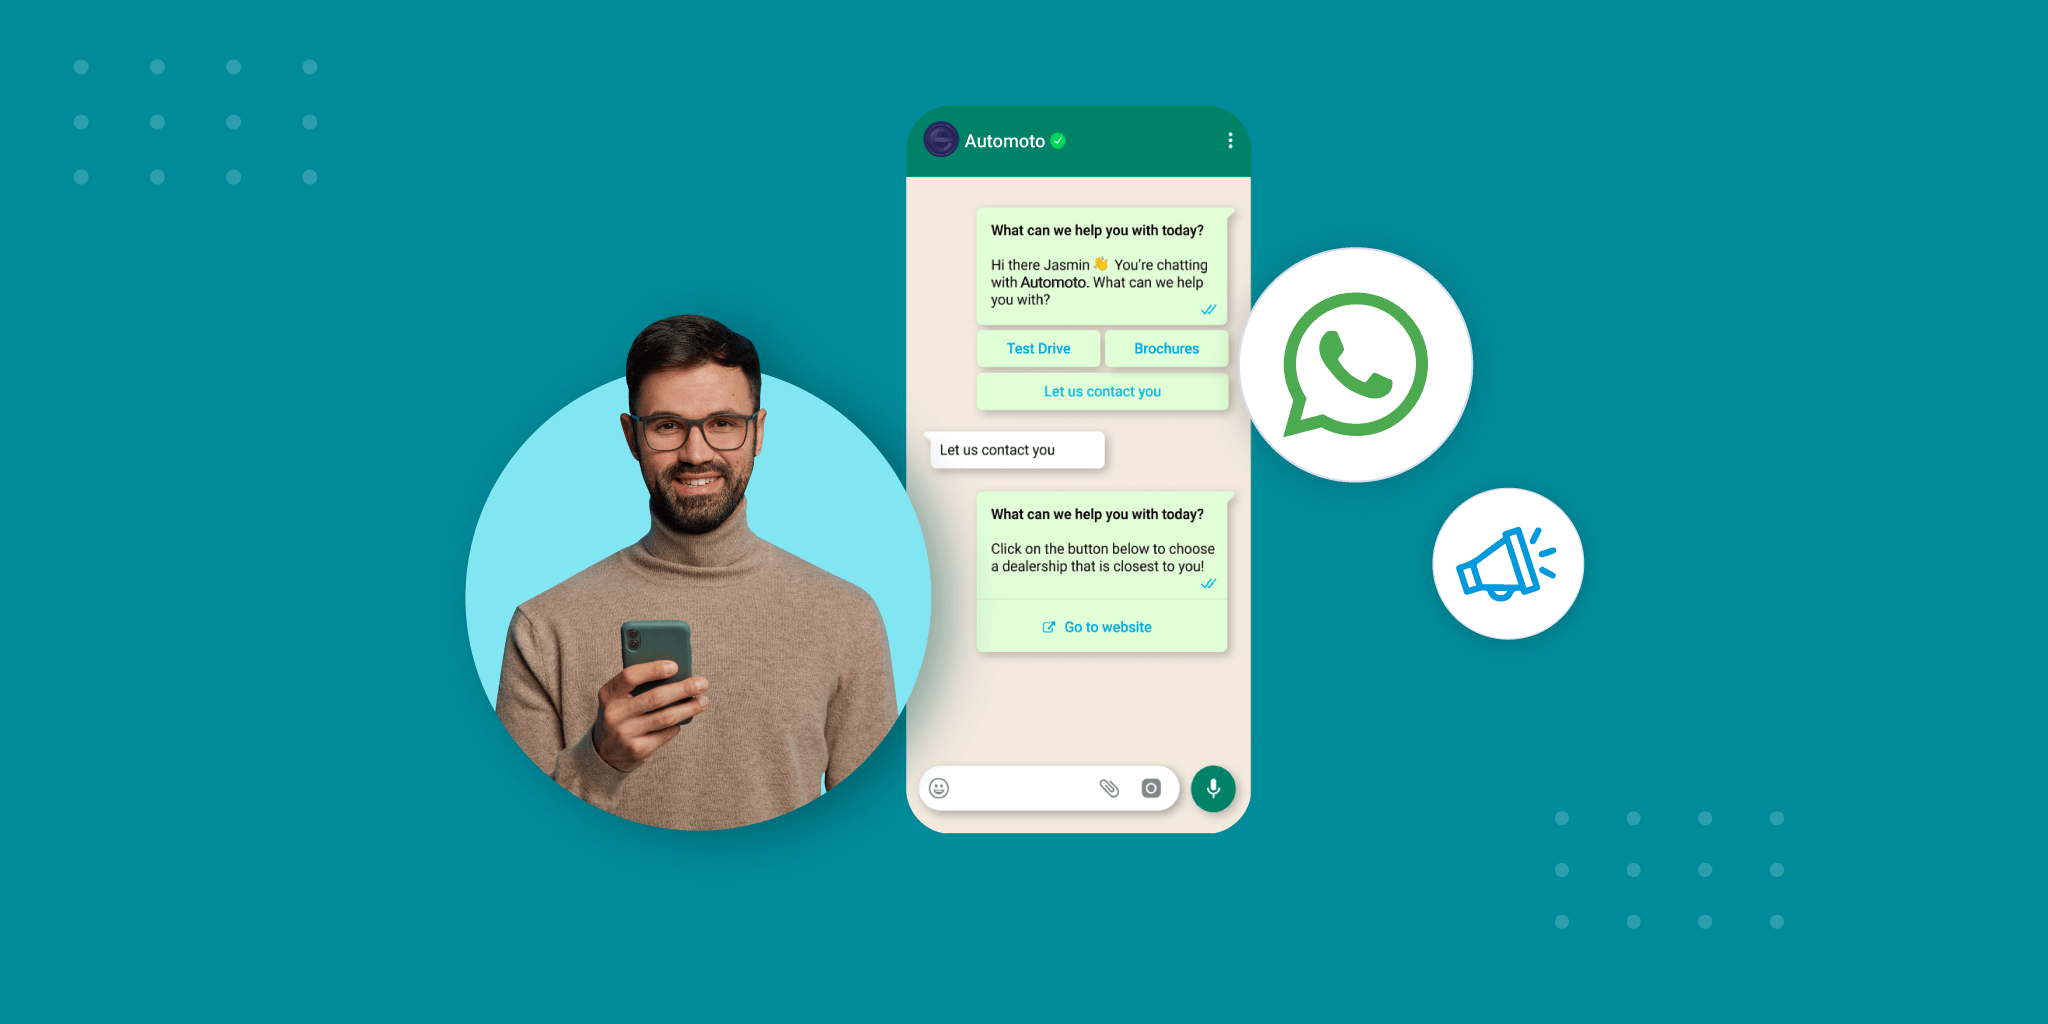 Automoto
What can we help you with today?
Hi there Jasmin 👋 You're chatting
with Automoto. What can we help
you with?
Test Drive
Brochures
Let us contact you
Let us contact you
What can we help you with today?
Click on the button below to choose
a dealership that is closest to you!
Go to website